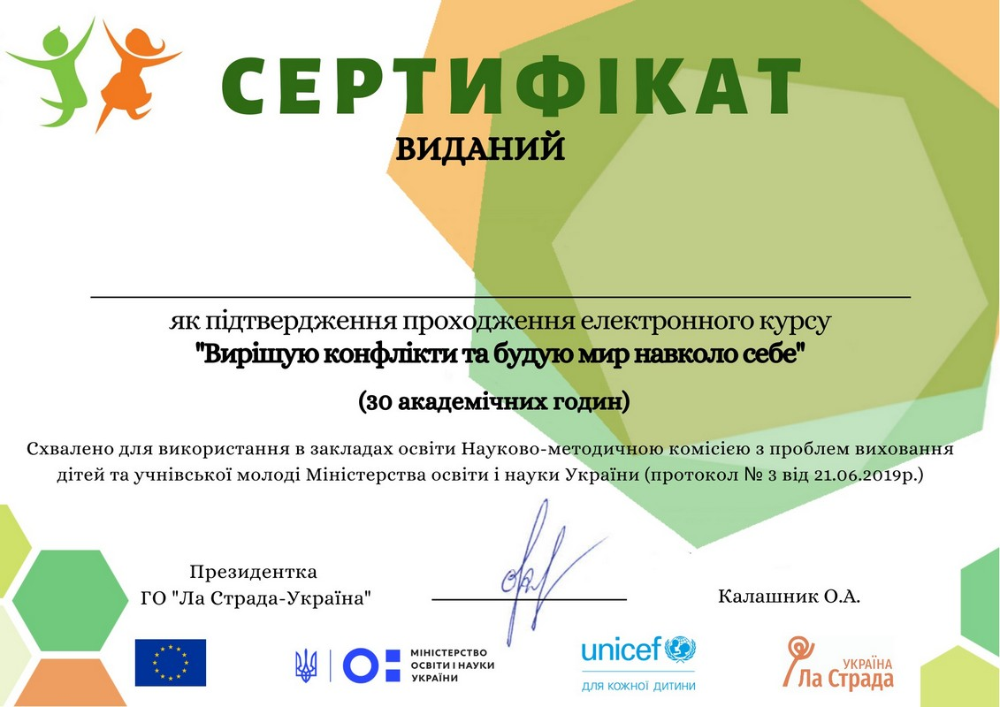 СЕРТИФІКАТ
ВИДАНИЙ
як підтвердження проходження електронного курсу
"Вирішую конфлікти та будую мир навколо себе"
(30 академічних годин)
Схвалено для використання в закладах освіти Науково-методичною комісією з проблем виховання
дітей та учнівської молоді Міністерства освіти і науки України (протокол № 3 від 21.06.2019р.)
Президентка
ГО "Ла Страда-Україна"
Калашник О.А.
МІНІСТЕРСТВО
ОСВІТИ І НАУКИ
УКРАЇНИ
unicef
ДЛЯ КОЖНОЇ ДИТИНИ
УКРАЇНА
Ла Страда